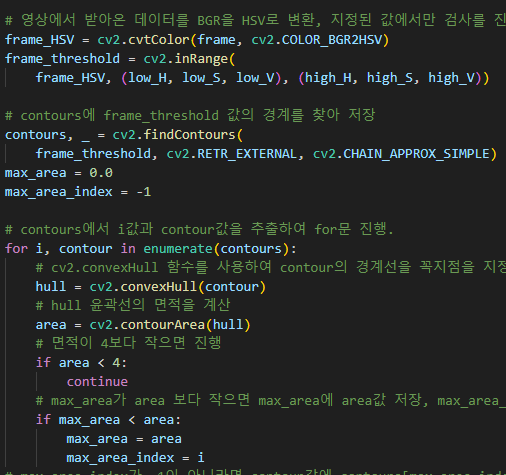 # 영상에서 받아온 데이터를 BGR을 HSV로 변환, 지정된 값에서만 검사를 진
frame_HSV = cv2.cvtColor(frame, cv2.COLOR_BGR2HSV)
frame_threshold = cv2.inRange(
    frame_HSV, (low_H, low_S, low_V), (high_H, high_S, high_V))

# contours에 frame_threshold 값의 경계를 찾아 저장
contours, _ = cv2.findContours(
    frame_threshold, cv2.RETR_EXTERNAL, cv2.CHAIN_APPROX_SIMPLE)
max_area = 0.0
max_area_index = -1

# contours에서 i값과 contour값을 추출하여 for문 진행.
for i, contour in enumerate(contours):
    # cv2.convexHull 함수를 사용하여 contour의 경계선을 꼭지점을 지정
    hull = cv2.convexHull(contour)
    # hull 윤곽선의 면적을 계산
    area = cv2.contourArea(hull)
    # 면적이 4보다 작으면 진행
    if area < 4:
        continue
    # max_area가 area 보다 작으면 max_area에 area값 저장, max_area_
    if max_area < area:
        max_area = area
        max_area_index = i